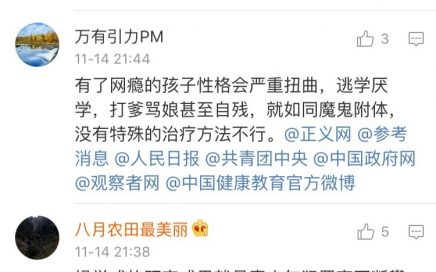 万有引力PM
3
11-14 21:44
有了网瘾的孩子性格会严重扭曲，逃学厌
学，打爹骂娘甚至自残，就如同魔鬼附体，
没有特殊的治疗方法不行。@正义网 @参考
消息 @人民日报 @共青团中央 @中国政府网
@观察者网 @中国健康教育官方微博
八月农田最美丽
5
11-14 21:38